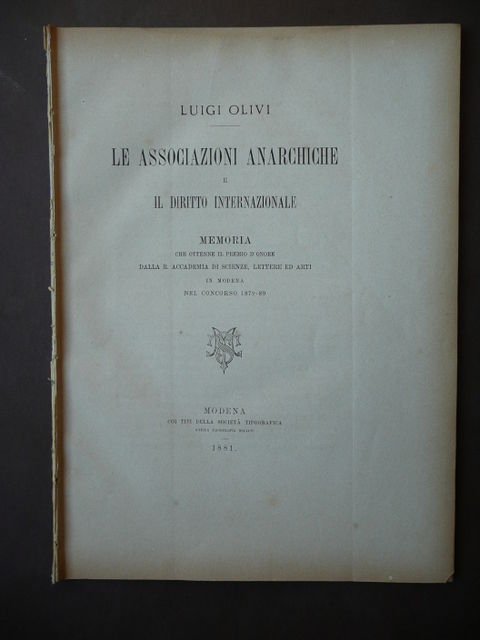 LUIGI OLIVI
LE ASSOCIAZIONI ANARCHICHE
E
IL DIRITTO INTERNAZIONALE
MEMORIA
CHE OTTENNE IL PREMIO D'ONORE
DALLA R. ACCADEMIA DI SCIENZE, LETTERE ED ARTI
IN MODENA
NEL CONCORSO 1879-80
MODENA
COI TIPI DELLA SOCIETÀ TIPOGRAFICA
1881.